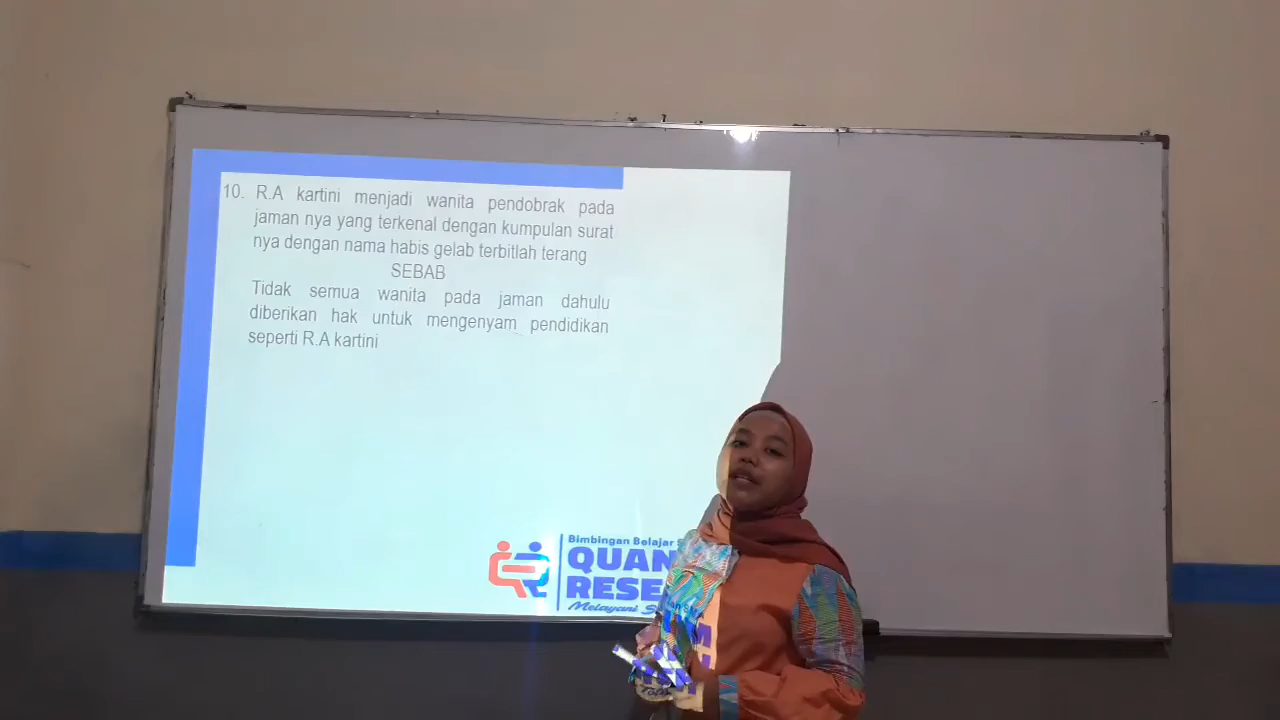 10. R.A kartini menjadi wanita pendobrak pada
jaman nya yang terkenal dengan kumpulan surat
nya dengan nama habis gelab terbitlah terang
SEBAB
Tidak semua wanita pada jaman dahulu
diberikan hak untuk mengenyam pendidikan
seperti R.A kartini
Bimbingan Belajar
QUAN
RESE
Melayani